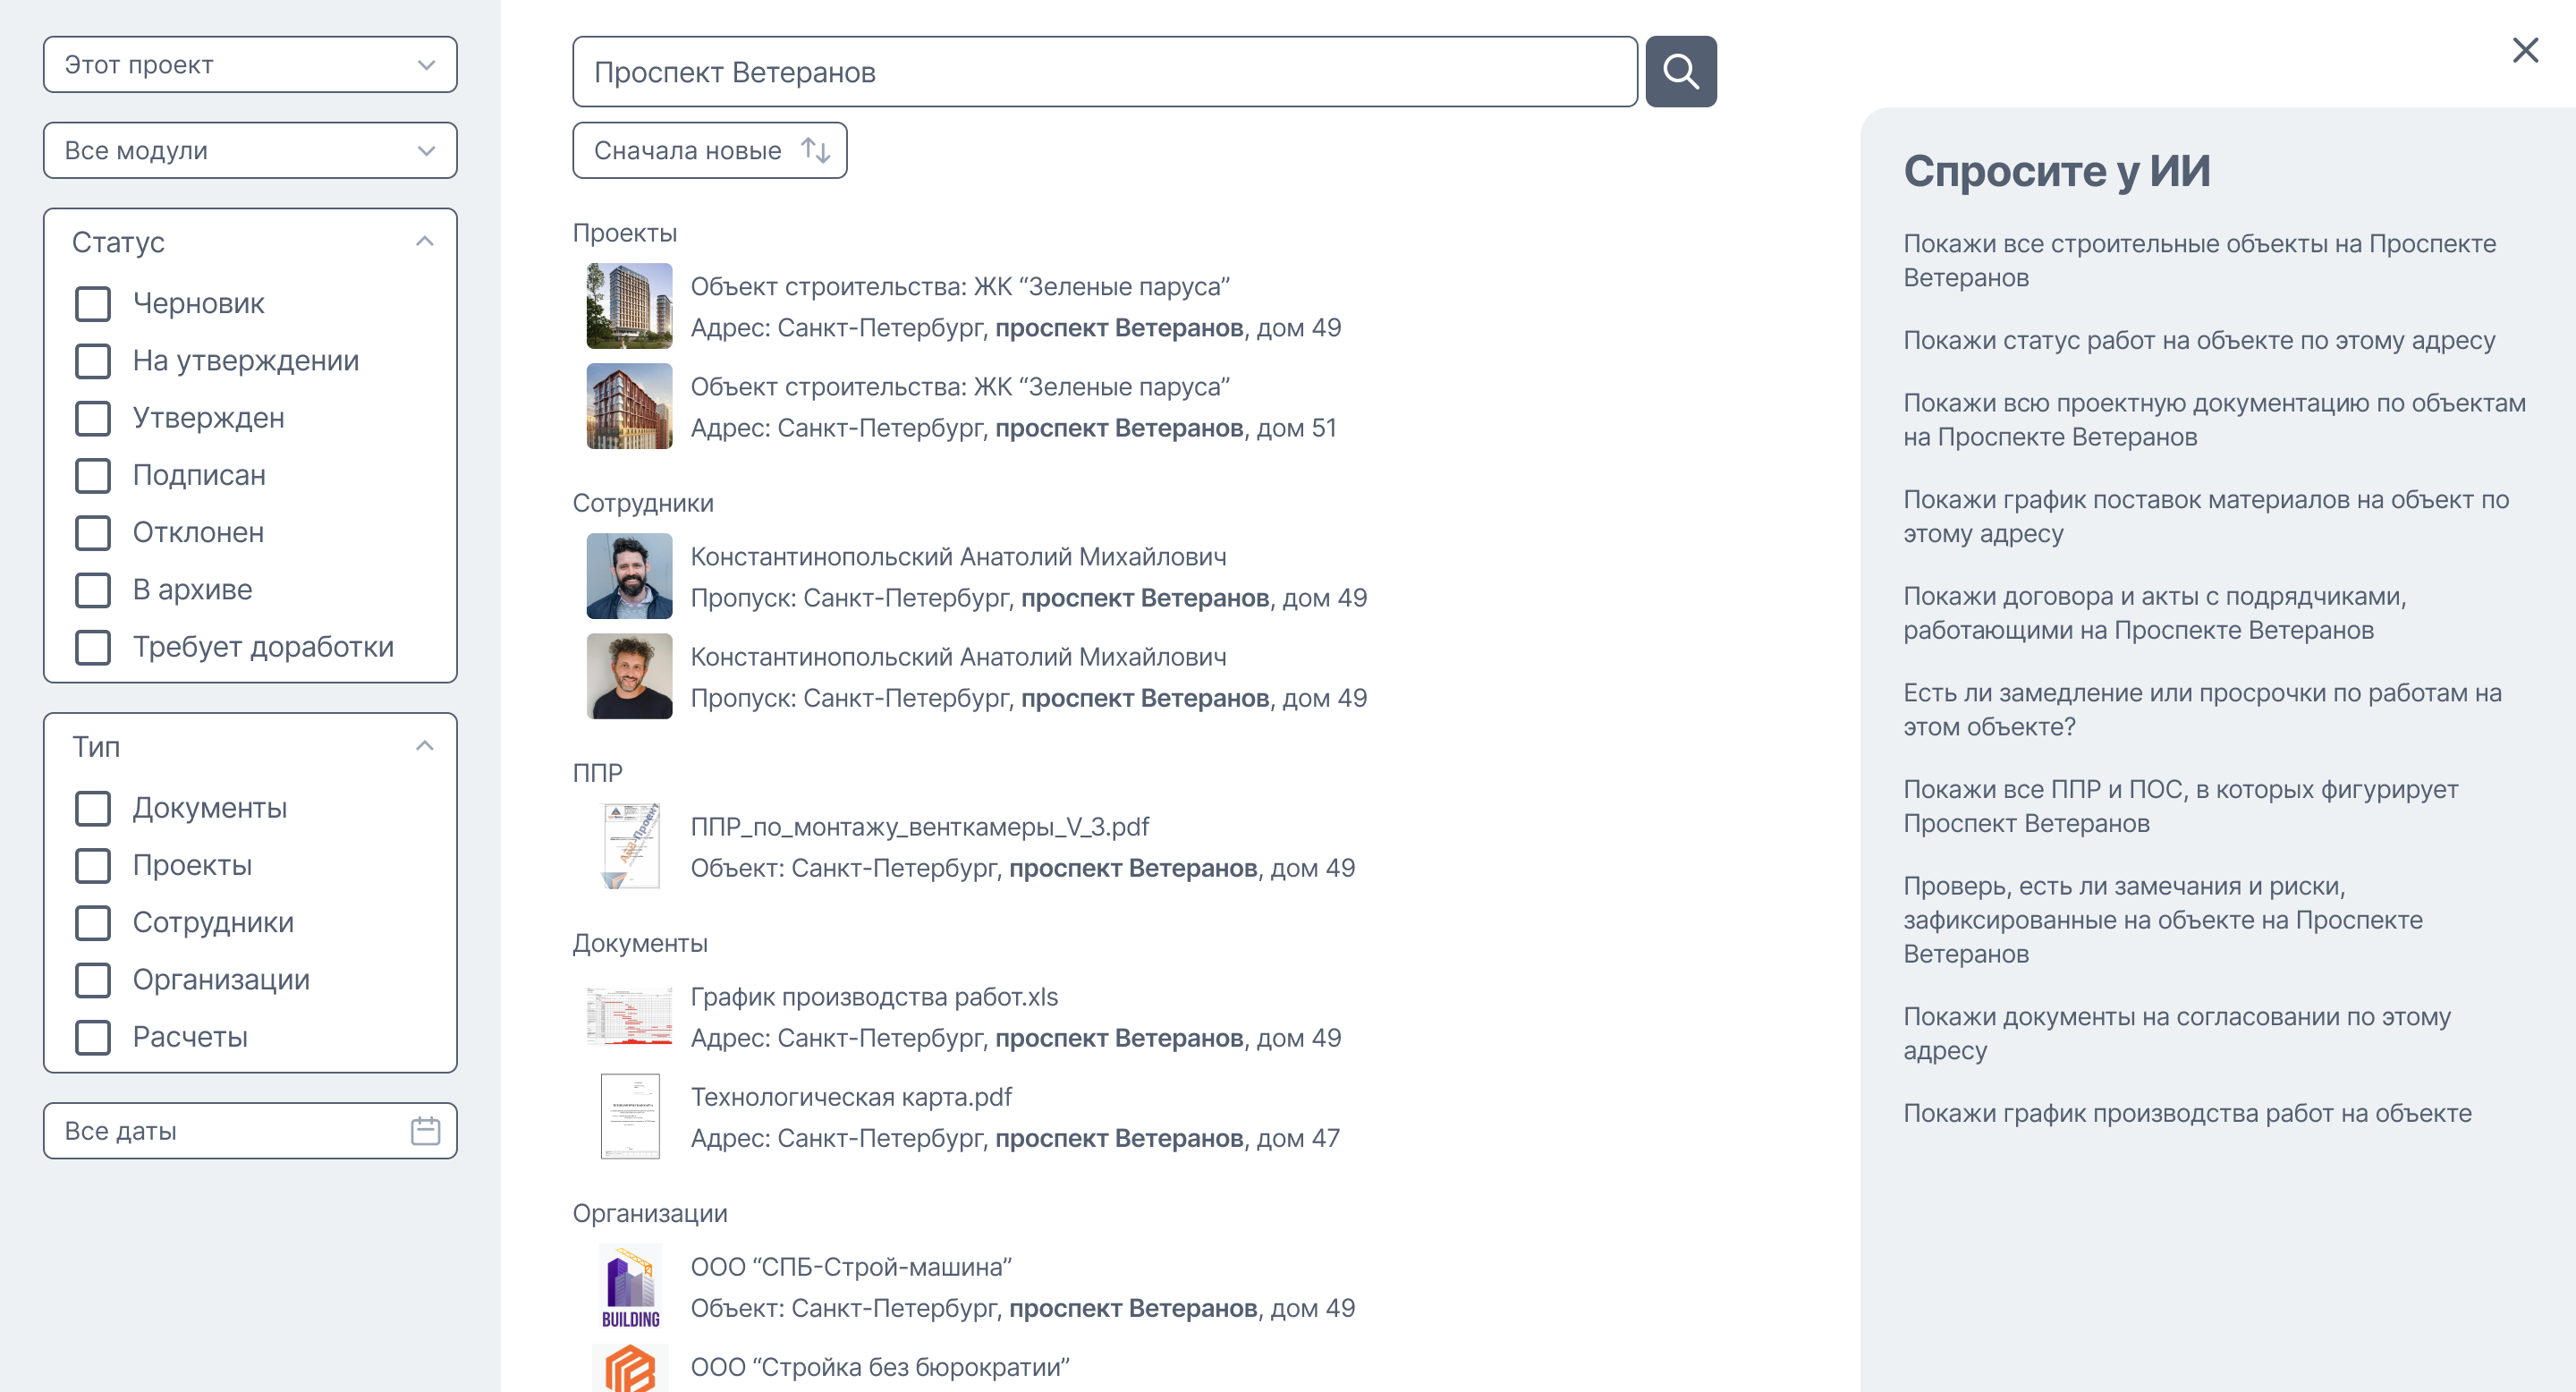 Этот проект
Все модули
Статус
Черновик
На утверждении
Утвержден
Подписан
Отклонен
В архиве
Требует доработки
Тип
Документы
Проекты
Сотрудники
Организации
Расчеты
Все даты
Проспект Ветеранов
Сначала новые
Проекты
Объект строительства: ЖК “Зеленые паруса”
Адрес: Санкт-Петербург, проспект Ветеранов, дом 49
Объект строительства: ЖК “Зеленые паруса”
Адрес: Санкт-Петербург, проспект Ветеранов, дом 51
Сотрудники
Константинопольский Анатолий Михайлович
Пропуск: Санкт-Петербург, проспект Ветеранов, дом 49
Константинопольский Анатолий Михайлович
Пропуск: Санкт-Петербург, проспект Ветеранов, дом 49
ППР
ППР_по_монтажу_венткамеры_V_3.pdf
Объект: Санкт-Петербург, проспект Ветеранов, дом 49
Документы
График производства работ.xls
Адрес: Санкт-Петербург, проспект Ветеранов, дом 49
Технологическая карта.pdf
Адрес: Санкт-Петербург, проспект Ветеранов, дом 47
Организации
BUILDING
ООО “СПБ-Строй-машина”
Объект: Санкт-Петербург, проспект Ветеранов, дом 49
ООО “Стройка без бюрократии”
Спросите у ИИ
Покажи все строительные объекты на Проспекте
Ветеранов
Покажи статус работ на объекте по этому адресу
Покажи всю проектную документацию по объектам
на Проспекте Ветеранов
Покажи график поставок материалов на объект по
этому адресу
Покажи договора и акты с подрядчиками,
работающими на Проспекте Ветеранов
Есть ли замедление или просрочки по работам на
этом объекте?
Покажи все ППР и ПОС, в которых фигурирует
Проспект Ветеранов
Проверь, есть ли замечания и риски,
зафиксированные на объекте на Проспекте
Ветеранов
Покажи документы на согласовании по этому
адресу
Покажи график производства работ на объекте